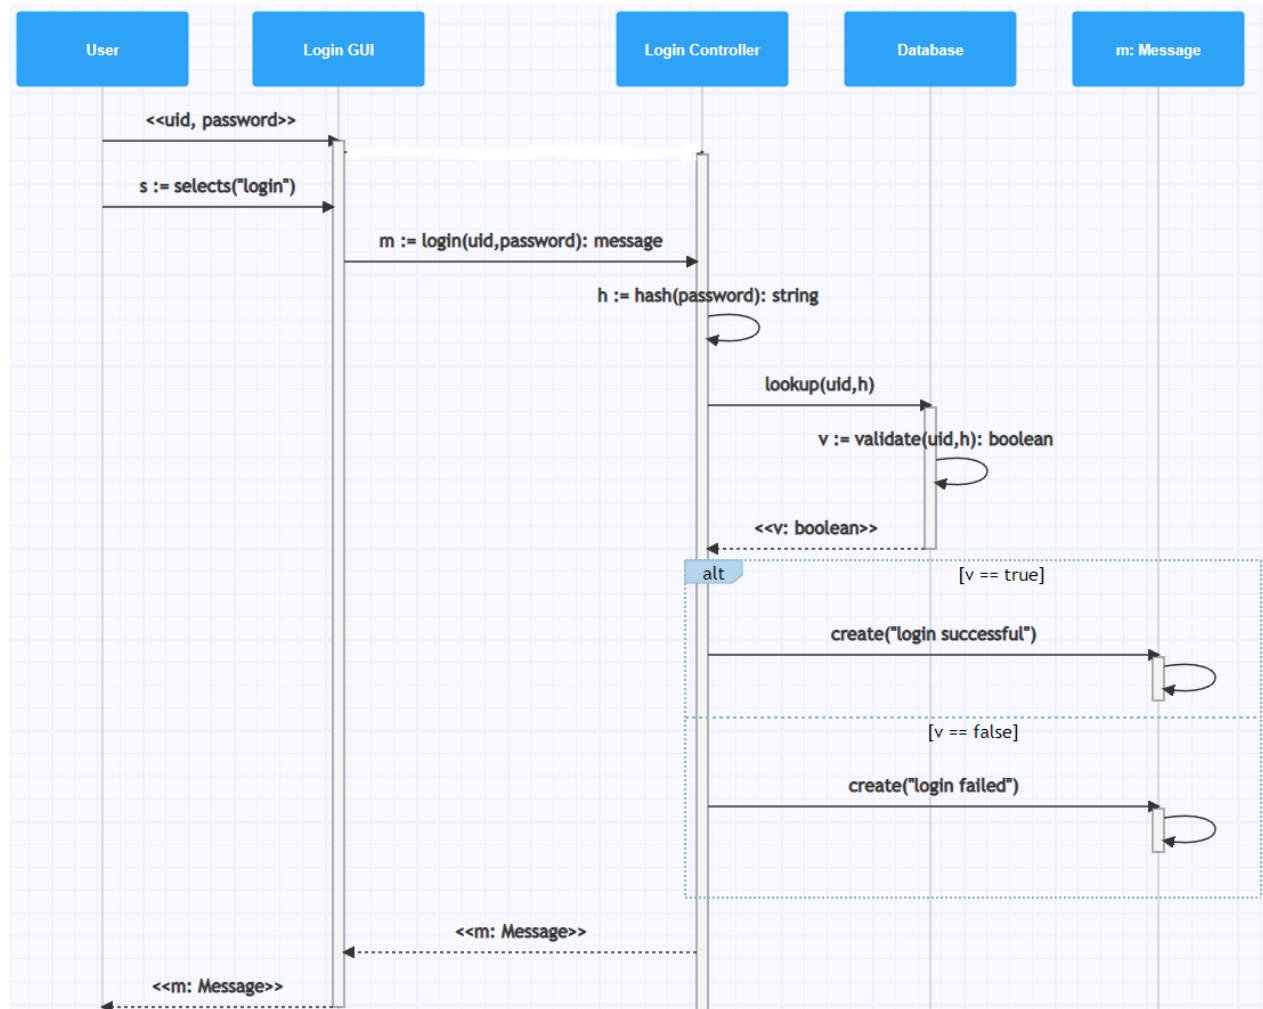 User
Login GUI
Login Controller
Database
m: Message
<<uid, password>>
s := selects("login")
m := login(uid,password): message
h := hash(password): string
lookup(uid,h)
v := validate(uid,h): boolean
<<v: boolean>>
alt
[v == true]
create("login successful")
[v == false]
create("login failed")
<<m: Message>>
<<m: Message>>